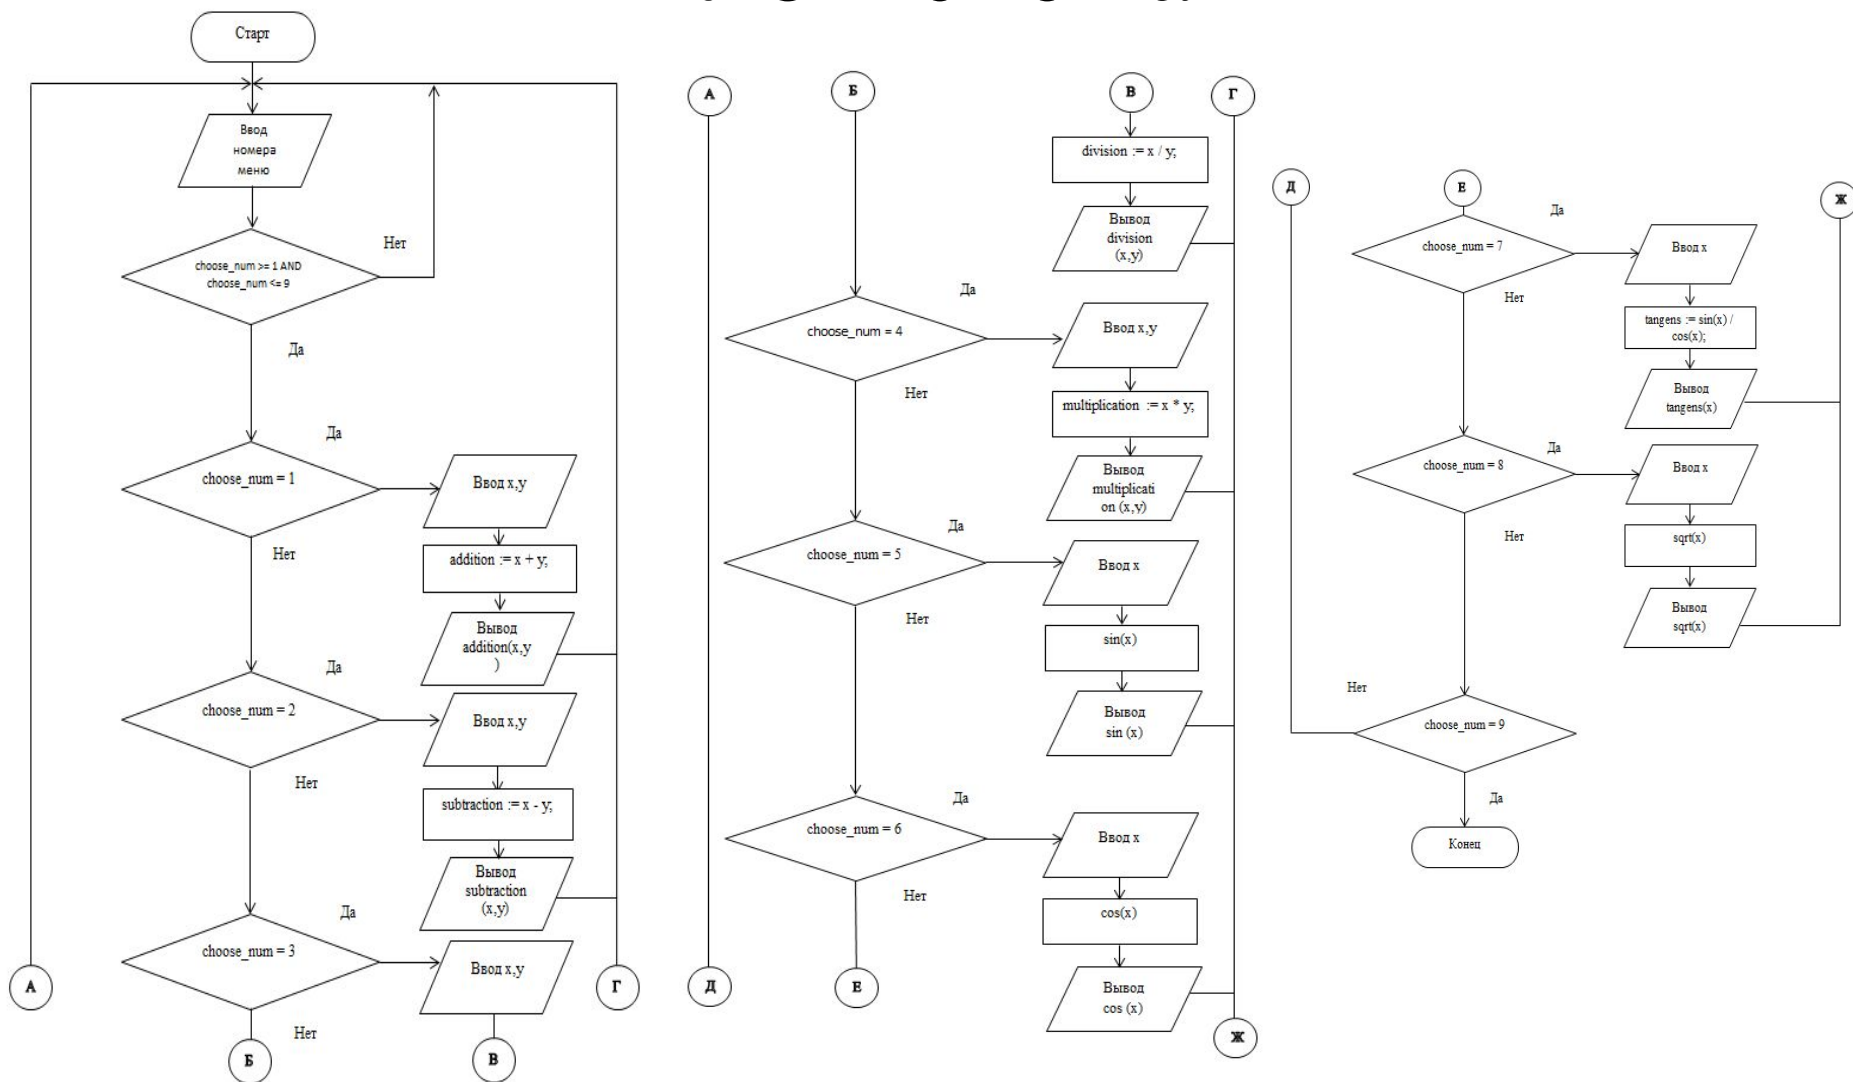 Старт
Ввод
номера
меню
Нет
choose_num >= 1 AND
choose_num <= 9
Да
Да
choose_num = 1
Ввод x,y
Нет
addition := x + y;
Вывод
addition(x,y
)
Да
choose_num = 2
Ввод x,y
Нет
subtraction := x - y;
Вывод
subtraction
(x,y)
Да
choose_num = 3
Ввод x,y
А
Г
Нет
Б
В
А
Б
В
Г
division := x / y;
Вывод
division
(x,y)
Да
choose_num = 4
Ввод x,y
Нет
multiplication := x * y;
Вывод
multiplicati
on (x,y)
Да
choose_num = 5
Ввод x
Нет
sin(x)
Вывод
sin (x)
Да
choose_num = 6
Ввод x
Нет
cos(x)
Д
Е
Вывод
cos (x)
Ж
Д
Е
Ж
Да
choose_num = 7
Ввод x
Нет
tangens := sin(x) /
cos(x);
Вывод
tangens(x)
Да
choose_num = 8
Ввод x
Нет
sqrt(x)
Вывод
sqrt(x)
Нет
choose_num = 9
Да
Конец